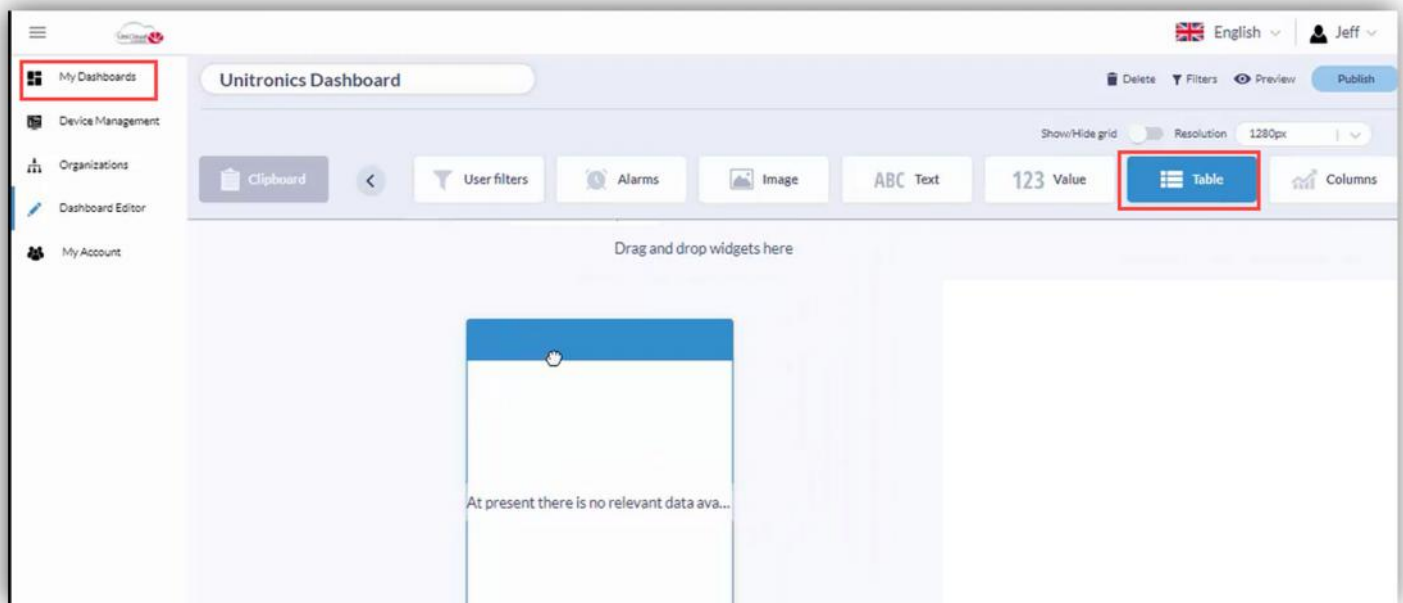 UniCloud
English
Jeff
My Dashboards
Unitronics Dashboard
Delete
Filters
Preview
Publish
Device Management
Show/Hide grid
Resolution
1280px
Organizations
Clipboard
User filters
Alarms
Image
ABC Text
123 Value
Table
Columns
Dashboard Editor
My Account
Drag and drop widgets here
At present there is no relevant data ava...